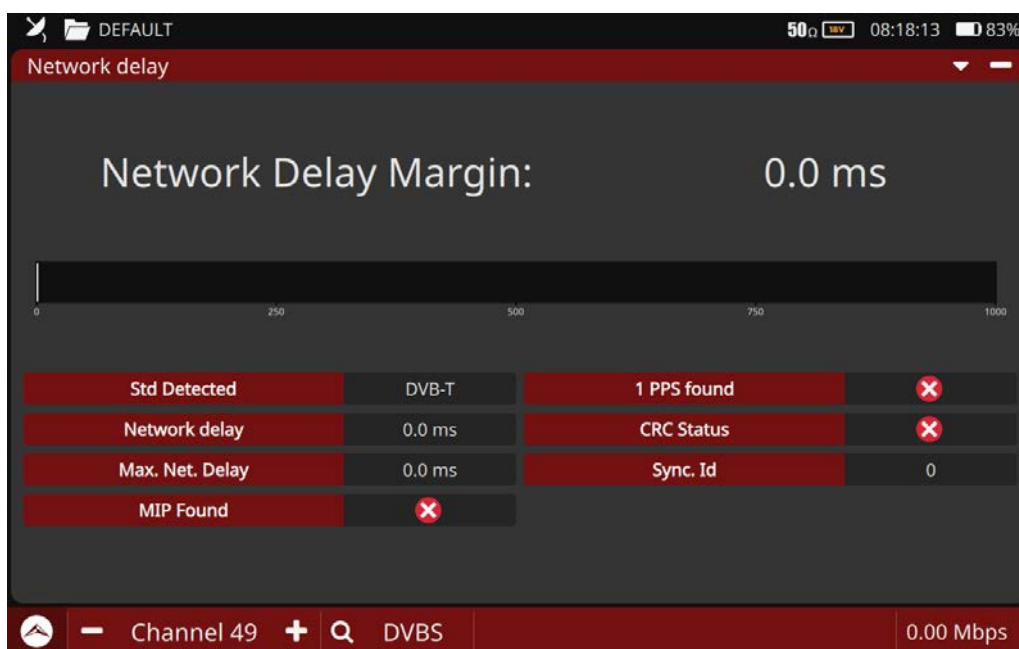 DEFAULT 50Ω 18V 08:18:13 83%
Network delay
Network Delay Margin: 0.0 ms
0 250 500 750 1000
Std Detected DVB-T 1 PPS found
Network delay 0.0 ms CRC Status
Max. Net. Delay 0.0 ms Sync. Id 0
MIP Found
Channel 49 DVBS 0.00 Mbps